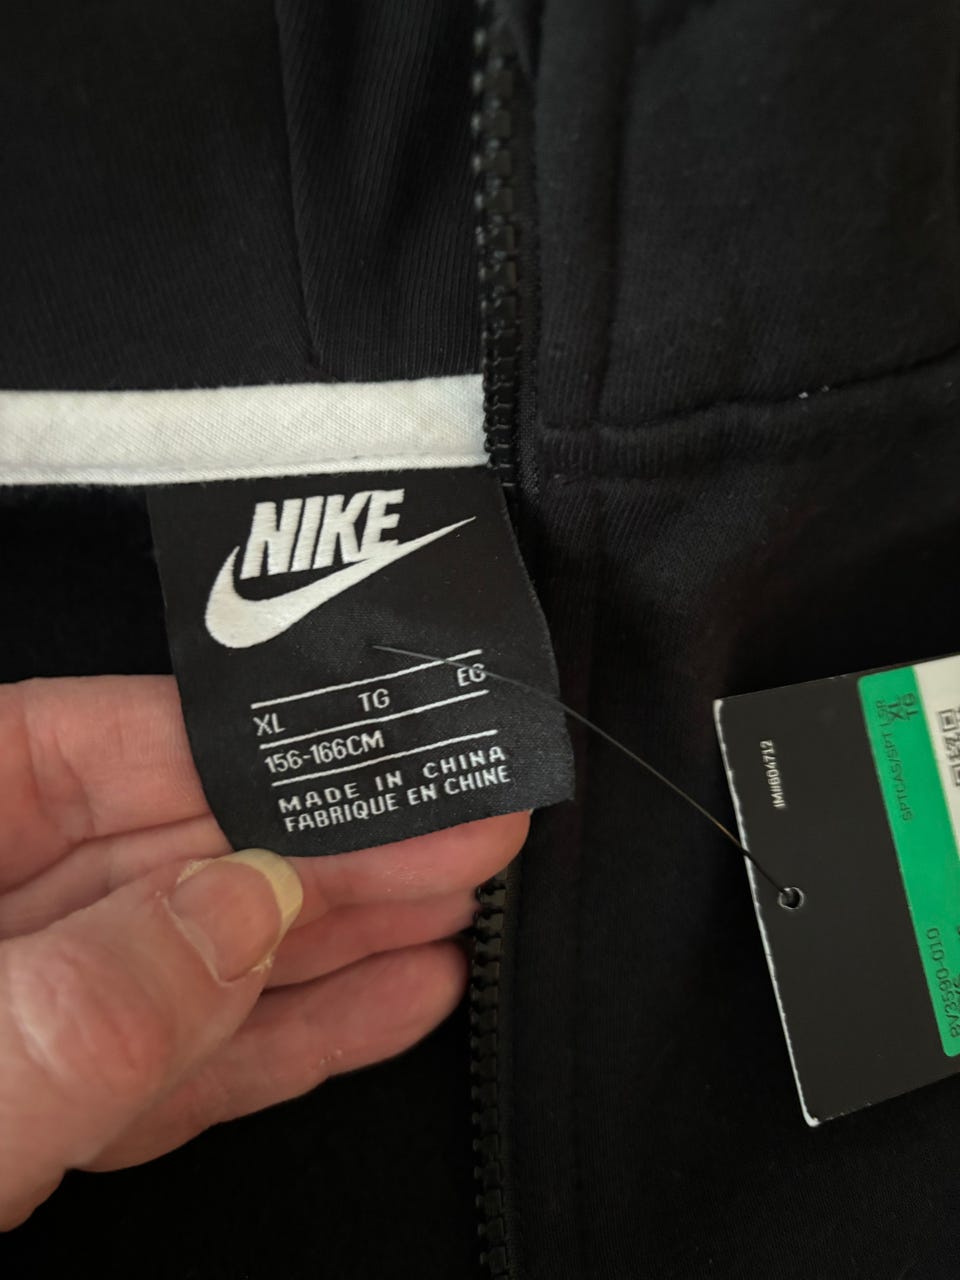 NIKE
XL TG EG
156-166CM
MADE IN CHINA
FABRIQUE EN CHINE
IMI604712
SPTCAS/SPT LSR
XL
TG
BV3590-010